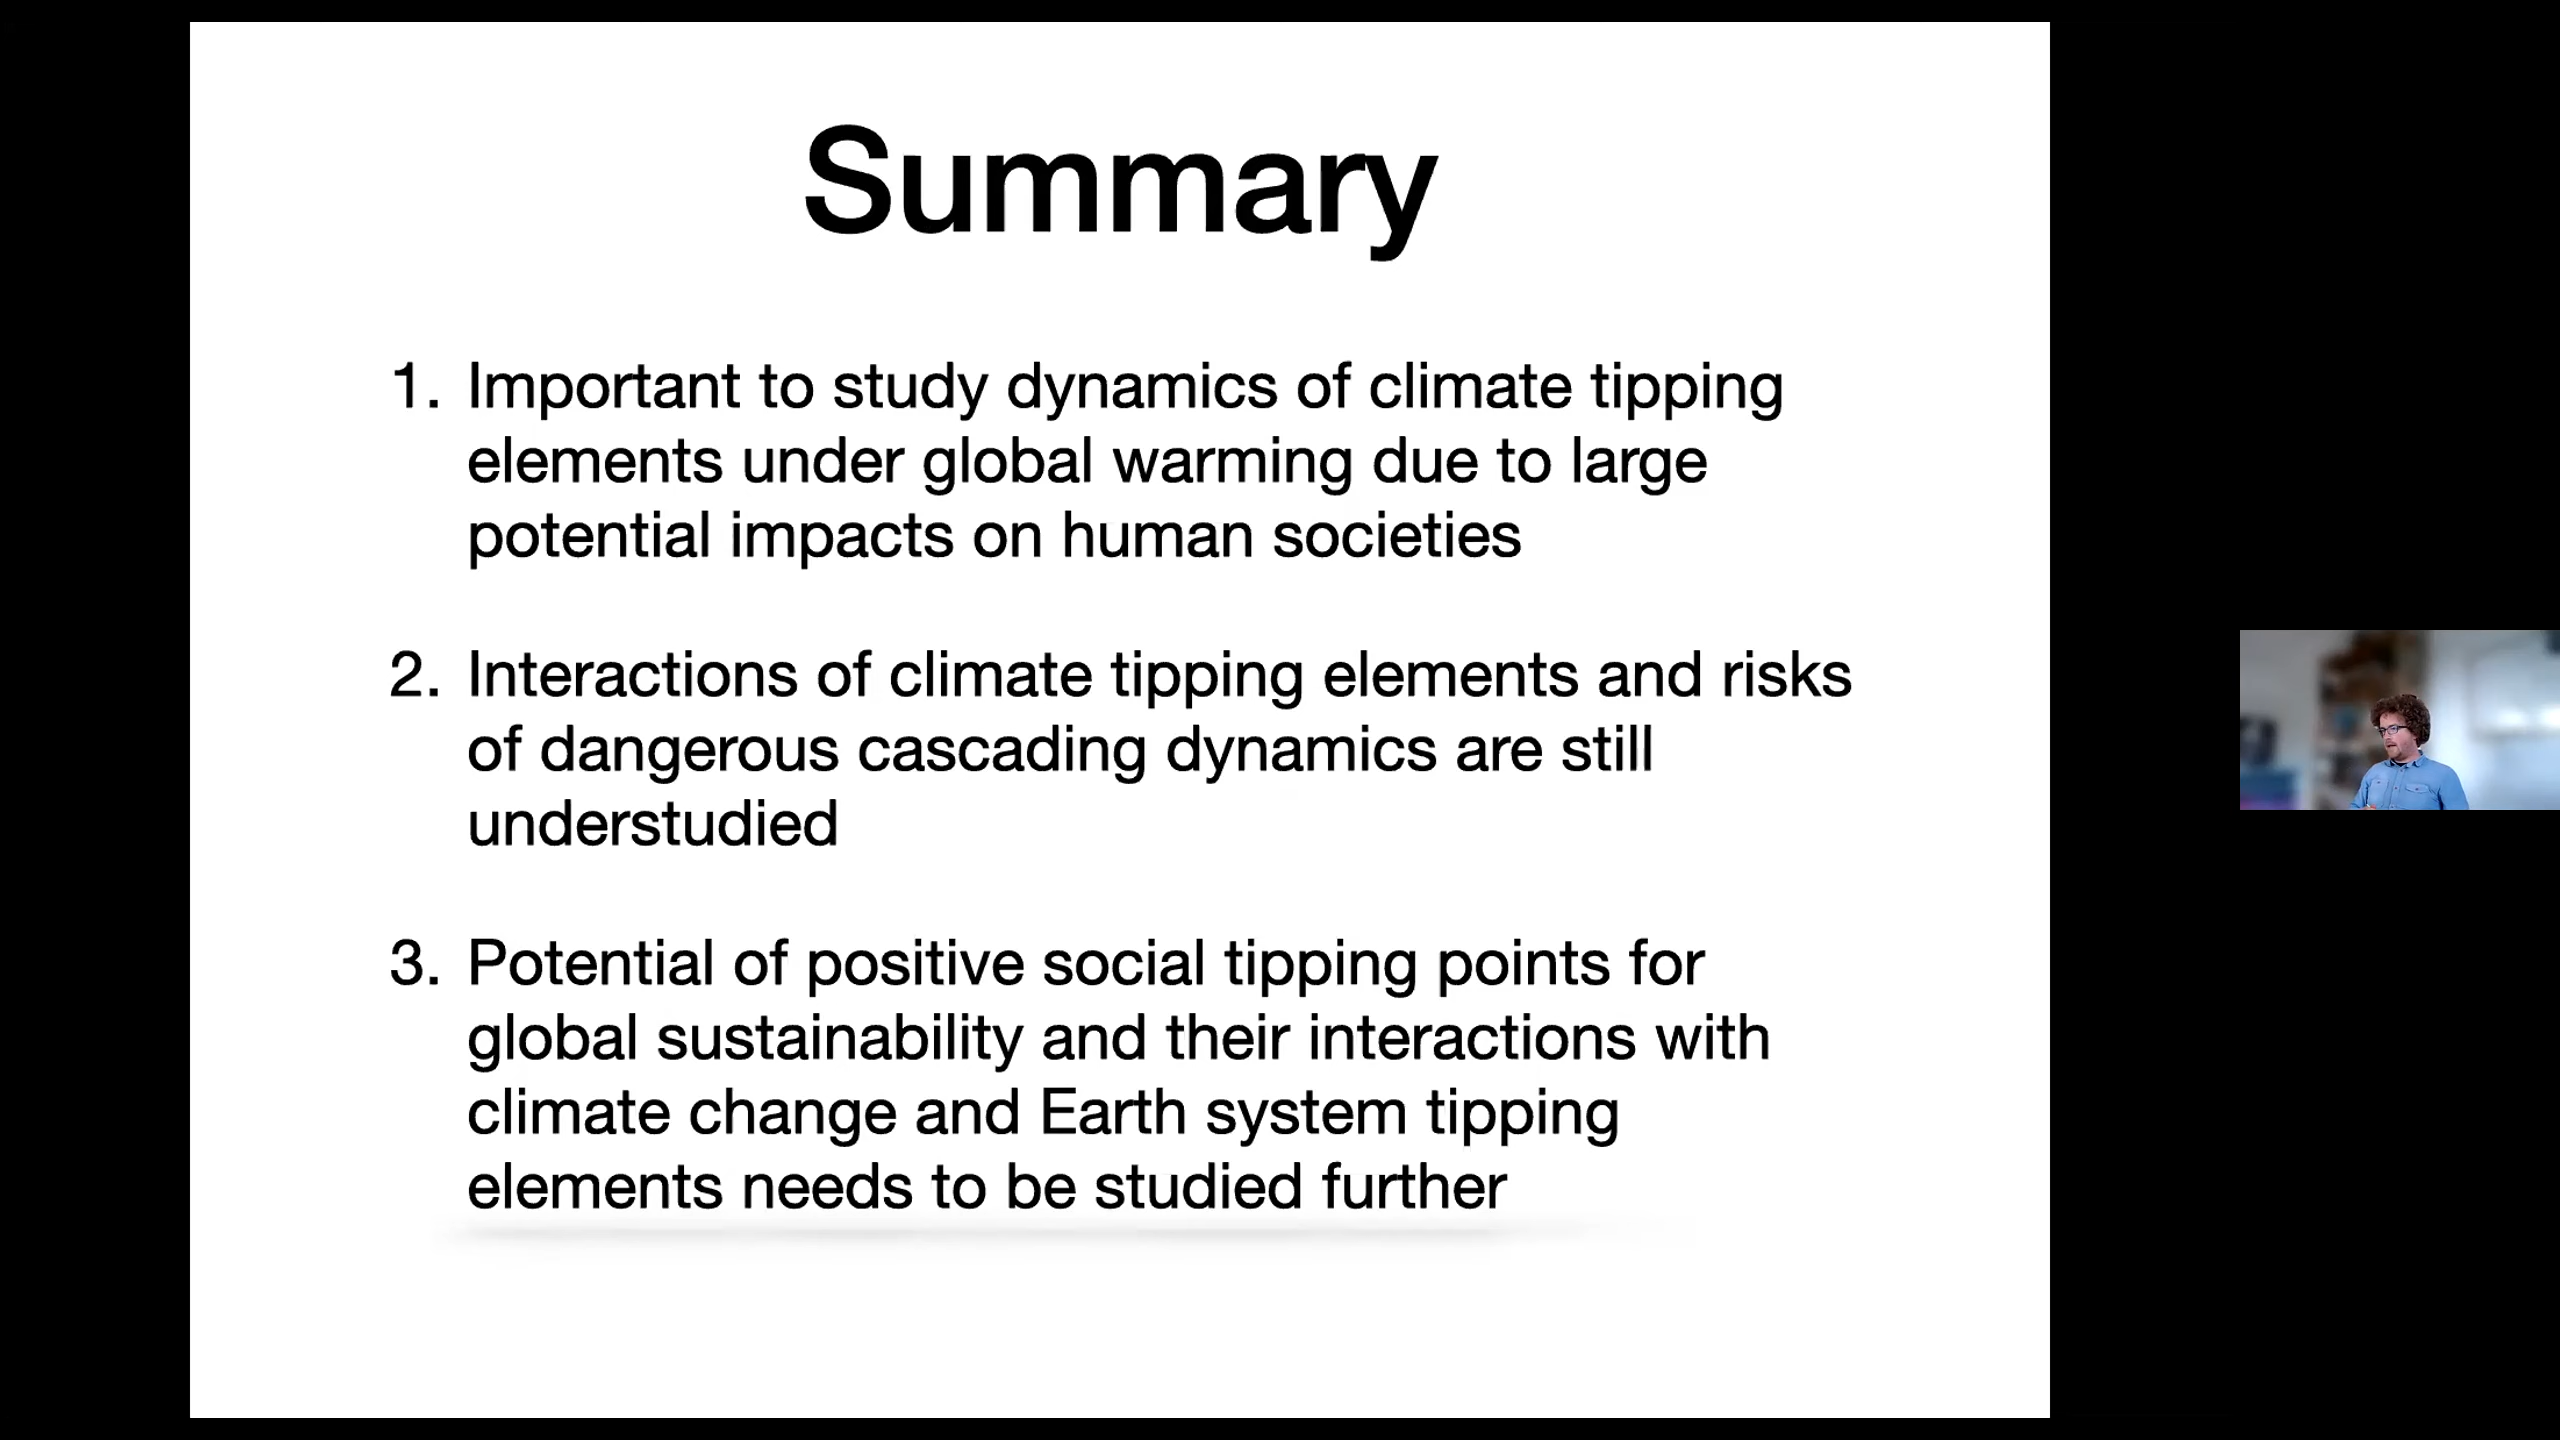 Summary
1. Important to study dynamics of climate tipping
elements under global warming due to large
potential impacts on human societies
2. Interactions of climate tipping elements and risks
of dangerous cascading dynamics are still
understudied
3. Potential of positive social tipping points for
global sustainability and their interactions with
climate change and Earth system tipping
elements needs to be studied further